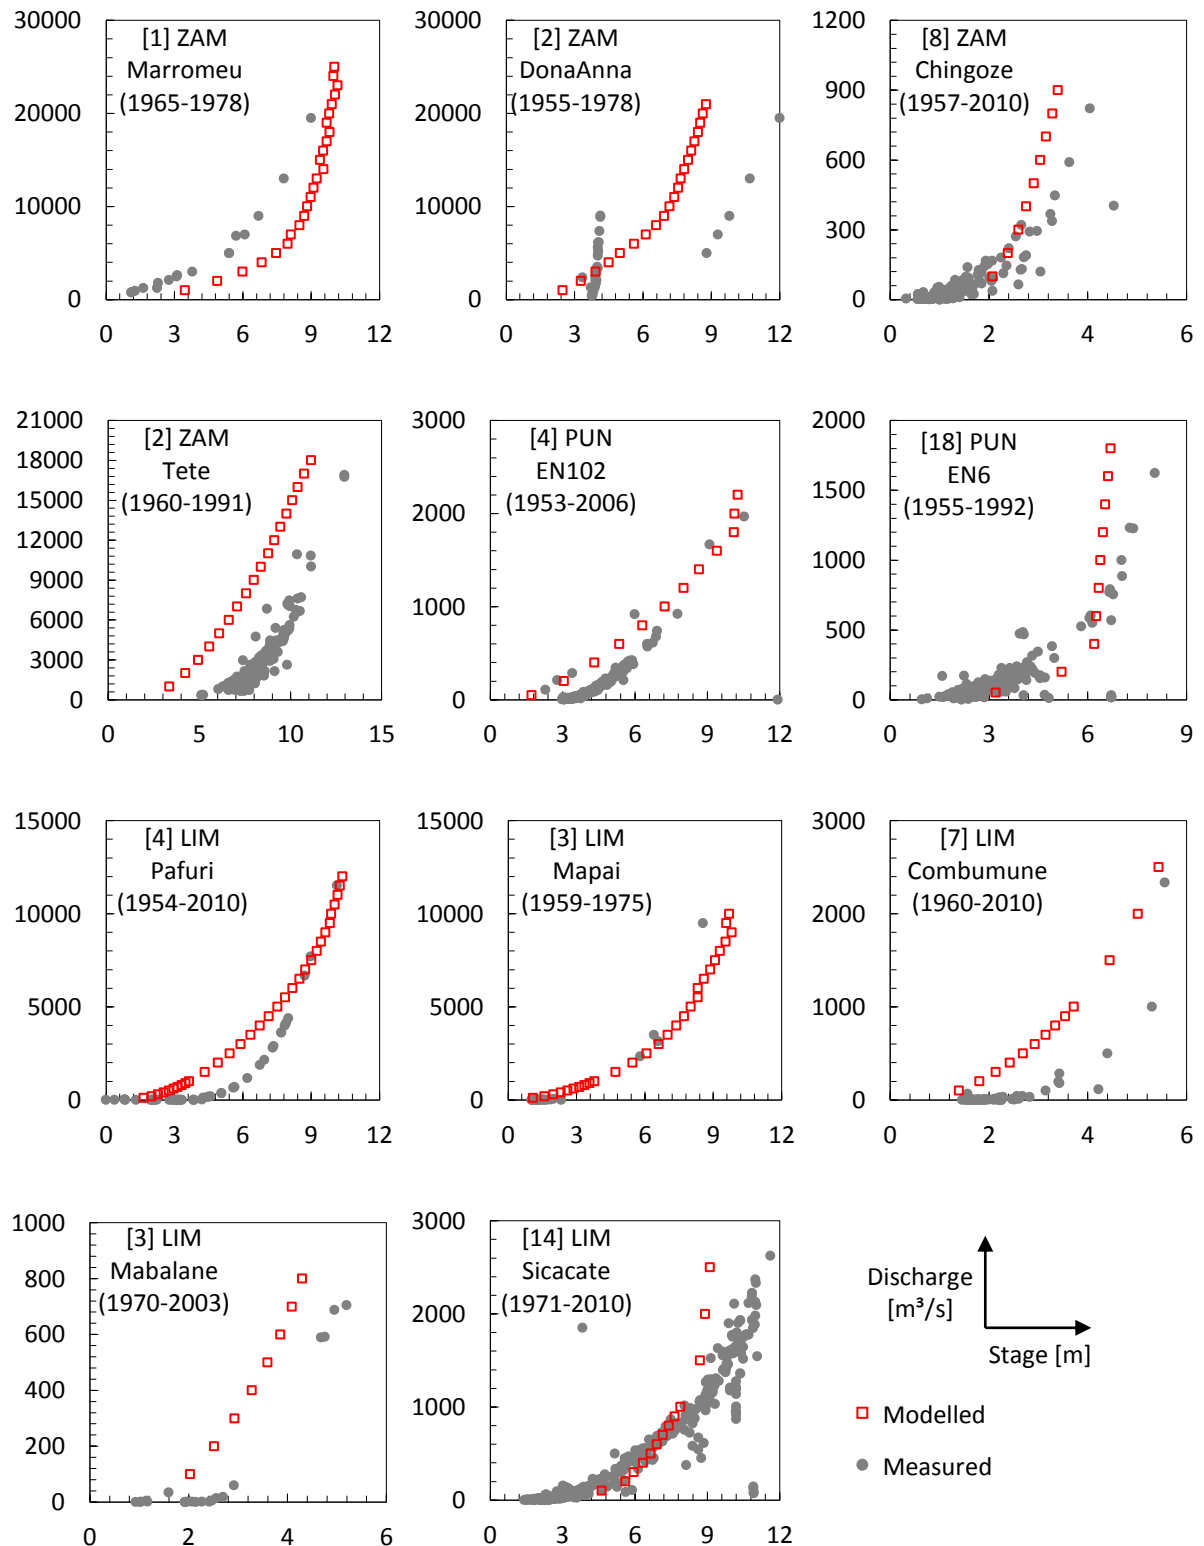 30000
20000
10000
0
0 3 6 9 12
[1] ZAM
Marromeu
(1965-1978)
30000
20000
10000
0
0 3 6 9 12
[2] ZAM
DonaAnna
(1955-1978)
1200
900
600
300
0
0 2 4 6
[8] ZAM
Chingoze
(1957-2010)
21000
18000
15000
12000
9000
6000
3000
0
0 5 10 15
[2] ZAM
Tete
(1960-1991)
3000
2000
1000
0
0 3 6 9 12
[4] PUN
EN102
(1953-2006)
2000
1500
1000
500
0
0 3 6 9
[18] PUN
EN6
(1955-1992)
15000
10000
5000
0
0 3 6 9 12
[4] LIM
Pafuri
(1954-2010)
15000
10000
5000
0
0 3 6 9 12
[3] LIM
Mapai
(1959-1975)
3000
2000
1000
0
0 2 4 6
[7] LIM
Combumune
(1960-2010)
1000
800
600
400
200
0
0 2 4 6
[3] LIM
Mabalane
(1970-2003)
3000
2000
1000
0
0 3 6 9 12
[14] LIM
Sicacate
(1971-2010)
Discharge
[m³/s]
Stage [m]
Modelled
Measured